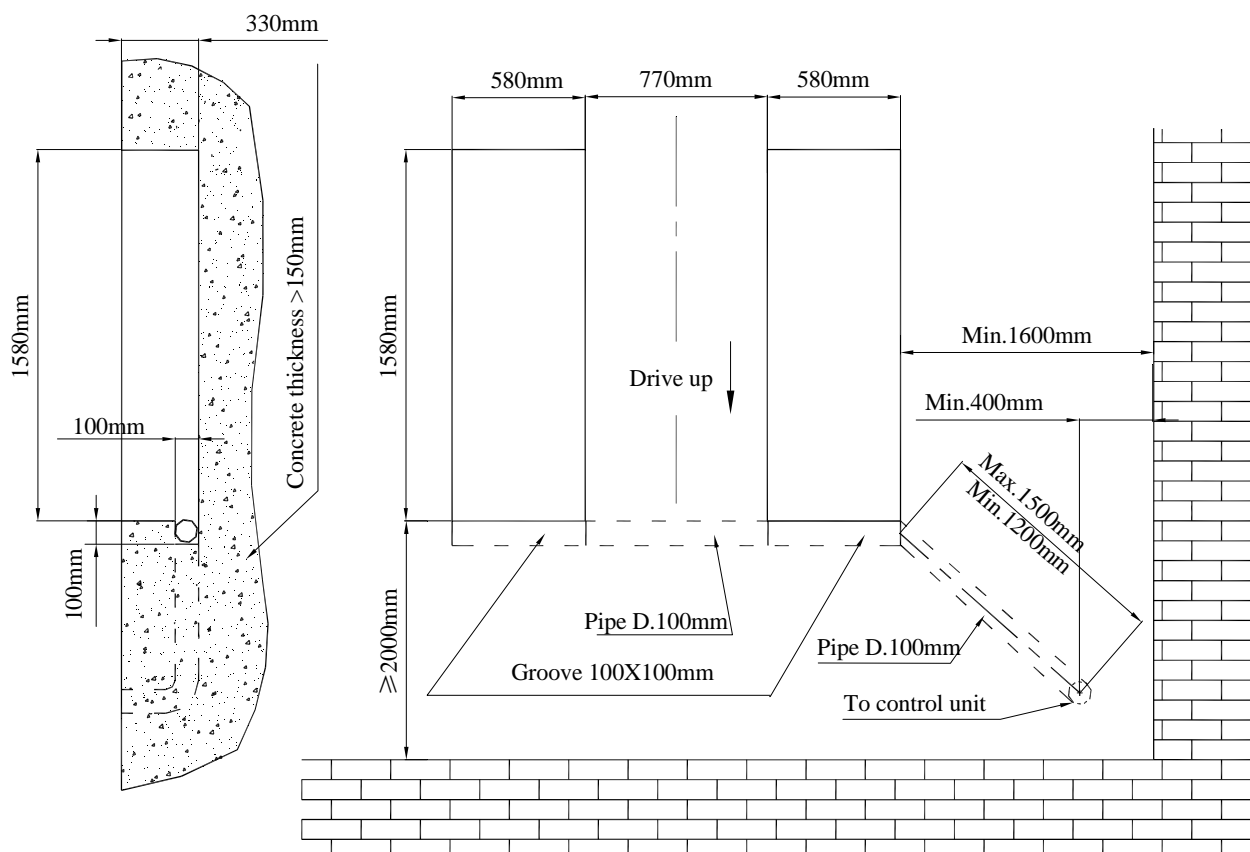 330mm
580mm
770mm
580mm
1580mm
Concrete thickness >150mm
1580mm
Drive up
Min.1600mm
Min.400mm
100mm
100mm
Max.1500mm
Min.1200mm
≥2000mm
Pipe D.100mm
Pipe D.100mm
Groove 100X100mm
To control unit